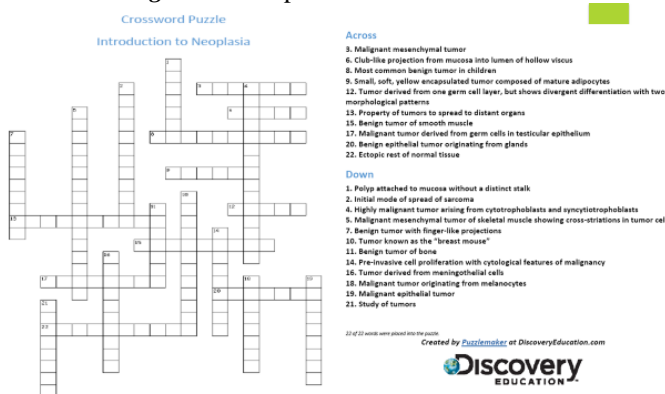 Crossword Puzzle
Introduction to Neoplasia
Across
3. Malignant mesenchymal tumor
6. Club-like projection from mucosa into lumen of hollow viscus
8. Most common benign tumor in children
9. Small, soft, yellow encapsulated tumor composed of mature adipocytes
12. Tumor derived from one germ cell layer, but shows divergent differentiation with two
morphological patterns
13. Property of tumors to spread to distant organs
15. Benign tumor of smooth muscle
17. Malignant tumor derived from germ cells in testicular epithelium
20. Benign epithelial tumor originating from glands
22. Ectopic rest of normal tissue
Down
1. Polyp attached to mucosa without a distinct stalk
2. Initial mode of spread of sarcoma
4. Highly malignant tumor arising from cytotrophoblasts and syncytiotrophoblasts
5. Malignant mesenchymal tumor of skeletal muscle showing cross-striations in tumor cel
7. Benign tumor with finger-like projections
10. Tumor known as the "breast mouse"
11. Benign tumor of bone
14. Pre-invasive cell proliferation with cytological features of malignancy
16. Tumor derived from meningothelial cells
18. Malignant tumor originating from melanocytes
19. Malignant epithelial tumor
21. Study of tumors
22 of 22 words were placed into the puzzle.
Created by Puzzlemaker at DiscoveryEducation.com
Discovery
EDUCATION